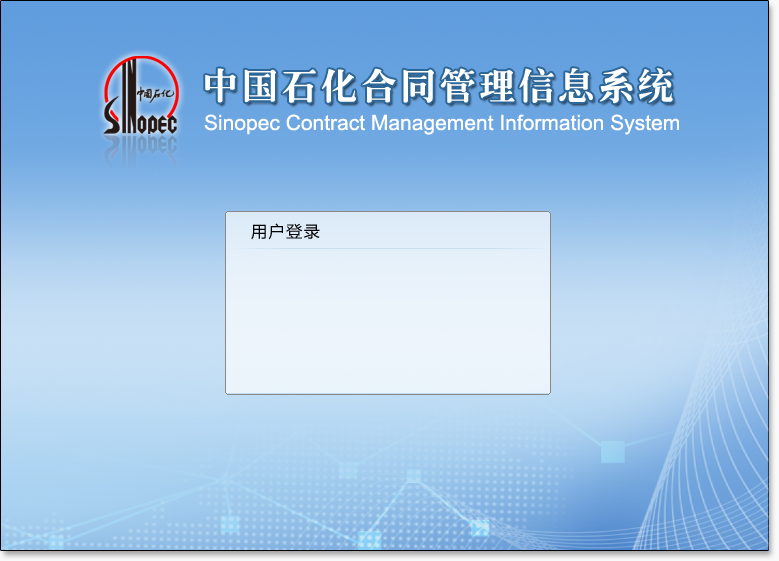 中国石化
SINOPEC
中国石化合同管理信息系统
Sinopec Contract Management Information System
用户登录